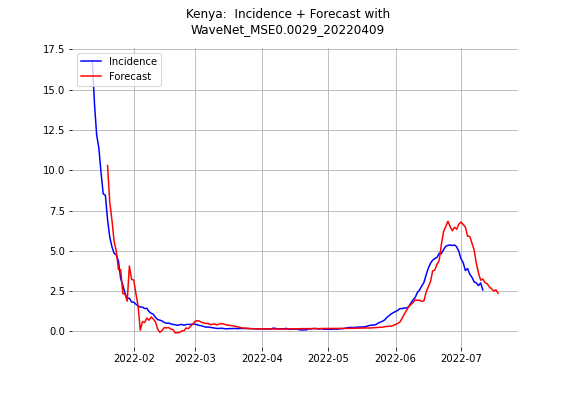 Kenya:  Incidence + Forecast with
WaveNet_MSE0.0029_20220409
17.5
Incidence
Forecast
15.0
12.5
10.0
7.5
5.0
2.5
0.0
2022-02 2022-03 2022-04 2022-05 2022-06 2022-07